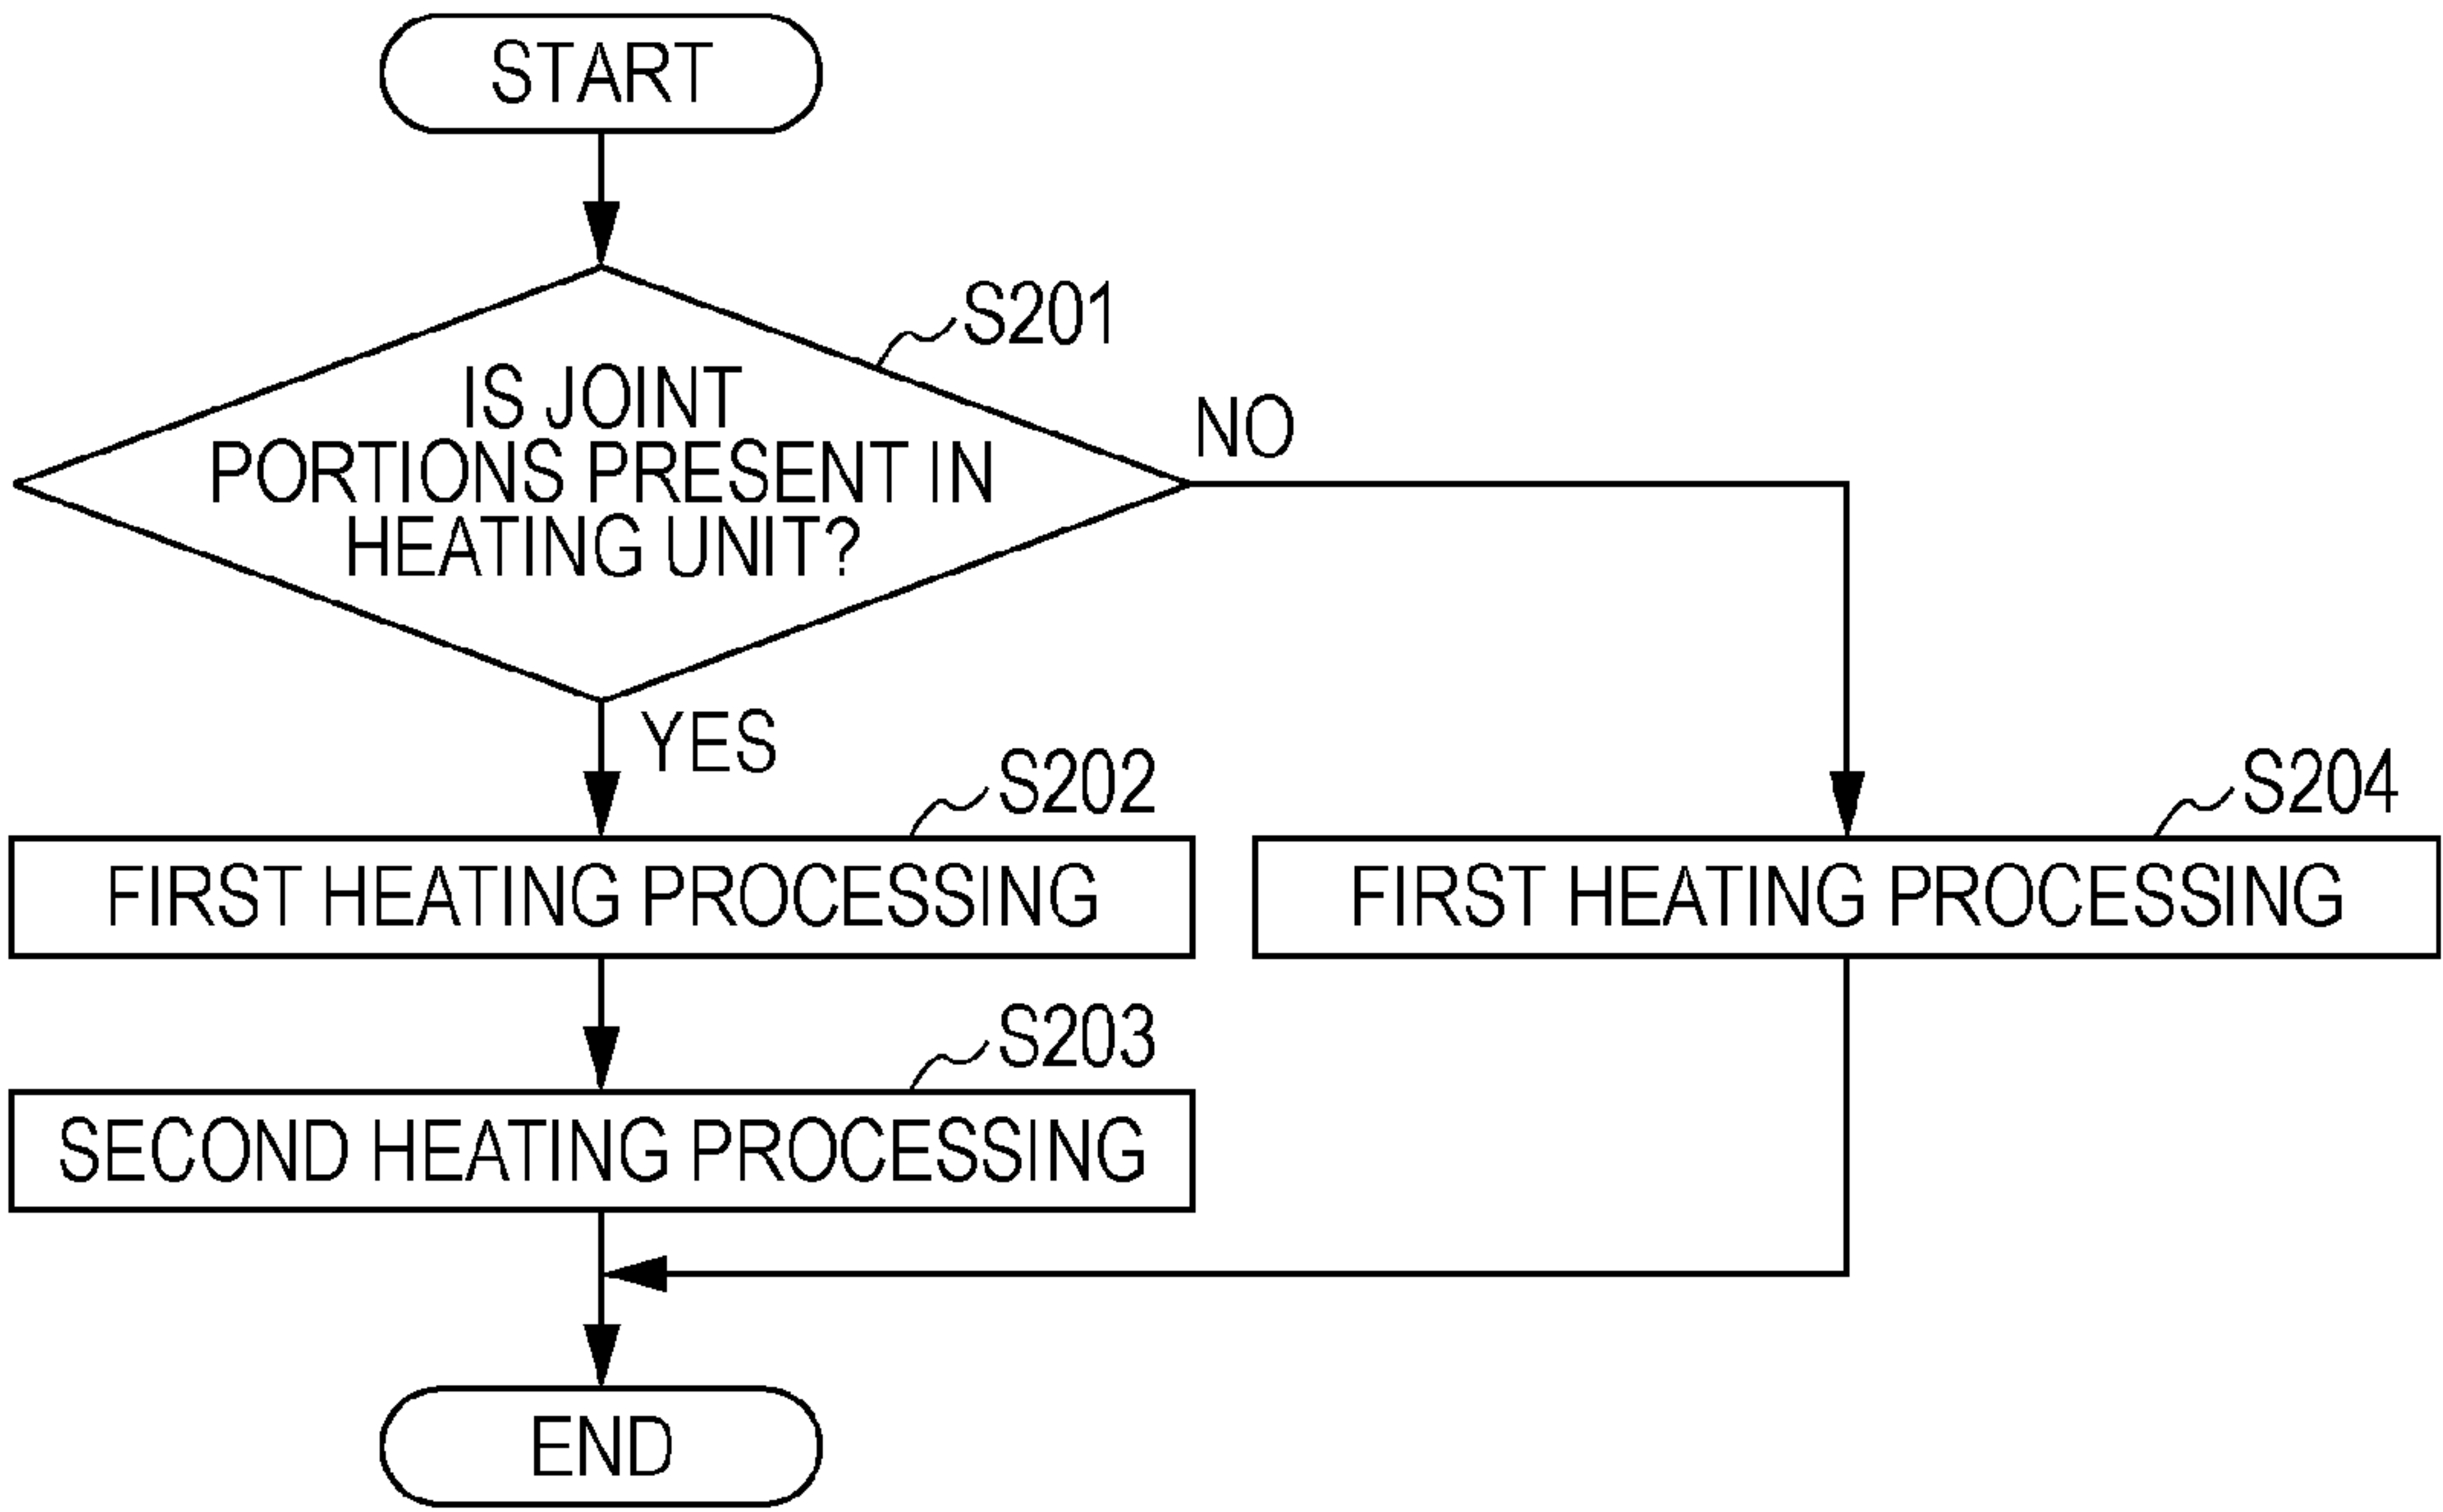 START
S201
IS JOINT
PORTIONS PRESENT IN
HEATING UNIT?
NO
YES
S202
FIRST HEATING PROCESSING
S204
FIRST HEATING PROCESSING
S203
SECOND HEATING PROCESSING
END